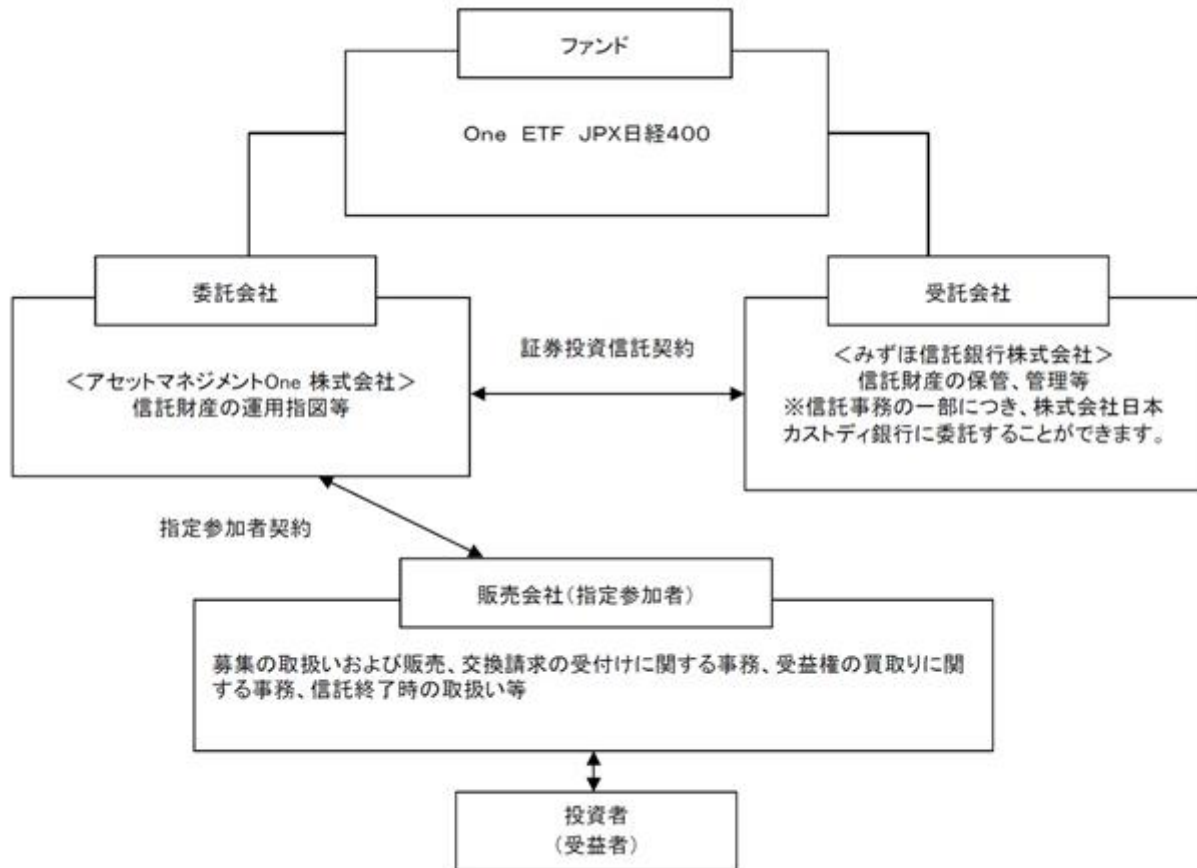 ファンド
One ETF JPX日経400
委託会社
受託会社
<アセットマネジメントOne 株式会社>
信託財産の運用指図等
証券投資信託契約
<みずほ信託銀行株式会社>
信託財産の保管、管理等
※信託事務の一部につき、株式会社日本
カストディ銀行に委託することができます。
指定参加者契約
販売会社(指定参加者)
募集の取扱いおよび販売、交換請求の受付けに関する事務、受益権の買取りに関
する事務、信託終了時の取扱い等
投資者
(受益者)